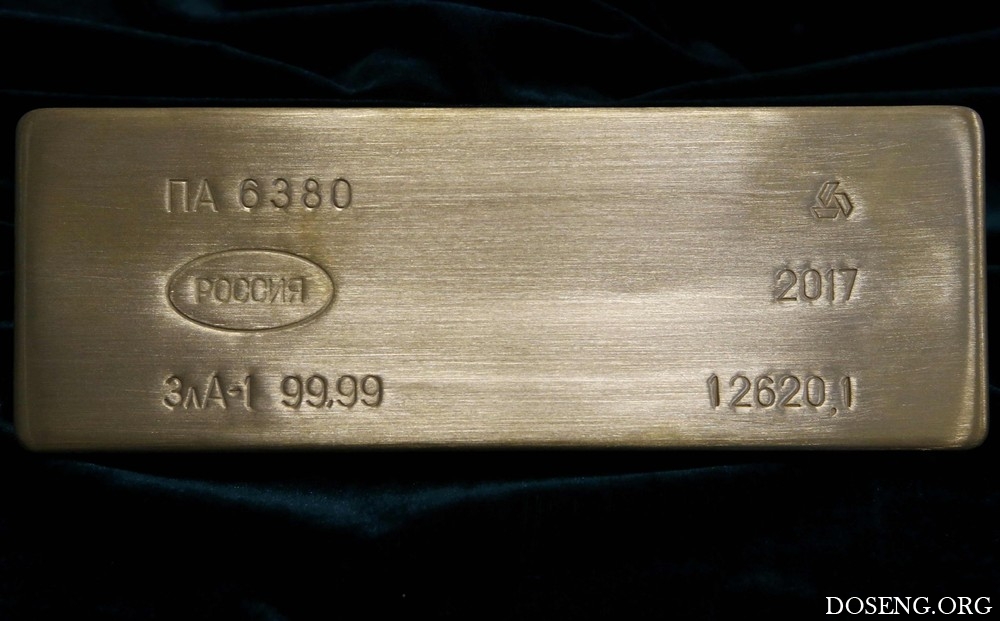 ПА 6380
РОССИЯ
2017
ЗлА-1 99,99
12620,1
DOSENG.ORG